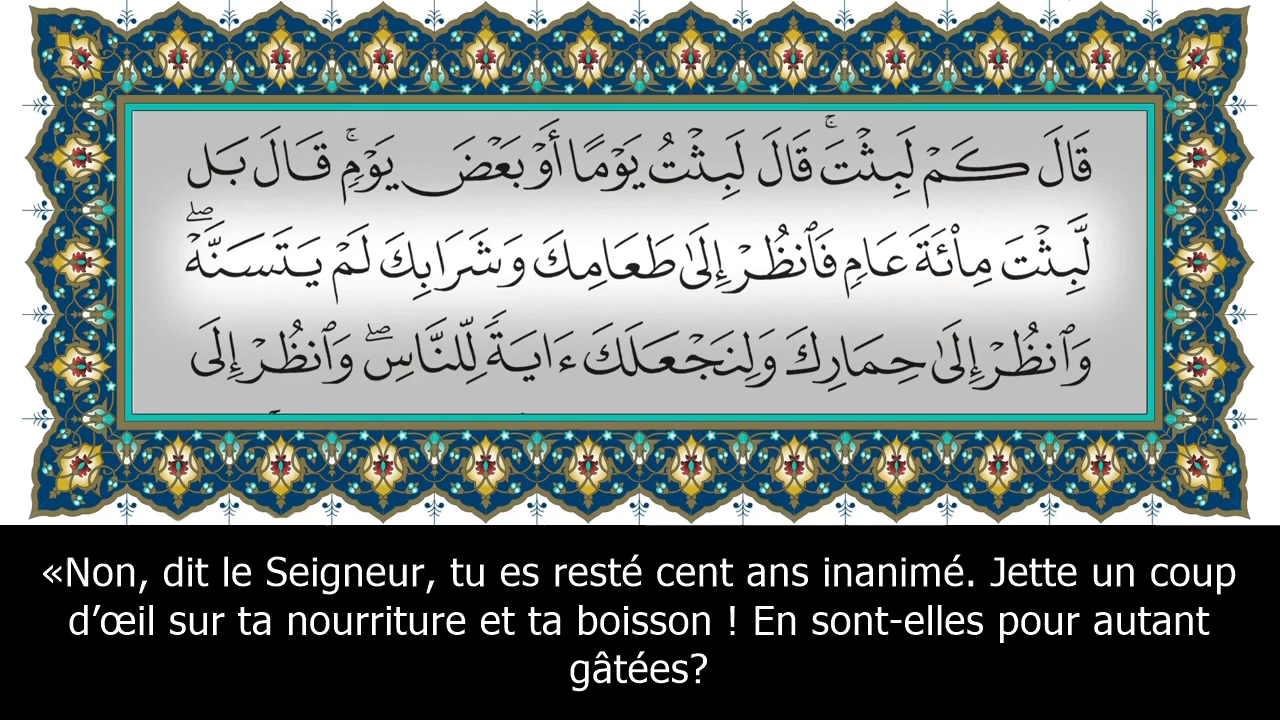 قَالَ كَمۡ لَبِثۡتَۖ قَالَ لَبِثۡتُ يَوۡمًا أَوۡ بَعۡضَ يَوۡمٖۖ قَالَ بَل
لَّبِثۡتَ مِاْئَةَ عَامٖ فَٱنظُرۡ إِلَىٰ طَعَامِكَ وَشَرَابِكَ لَمۡ يَتَسَنَّهۡۖ
وَٱنظُرۡ إِلَىٰ حِمَارِكَ وَلِنَجۡعَلَكَ ءَايَةٗ لِّلنَّاسِۖ وَٱنظُرۡ إِلَى
«Non, dit le Seigneur, tu es resté cent ans inanimé. Jette un coup
d’œil sur ta nourriture et ta boisson ! En sont-elles pour autant
gâtées?